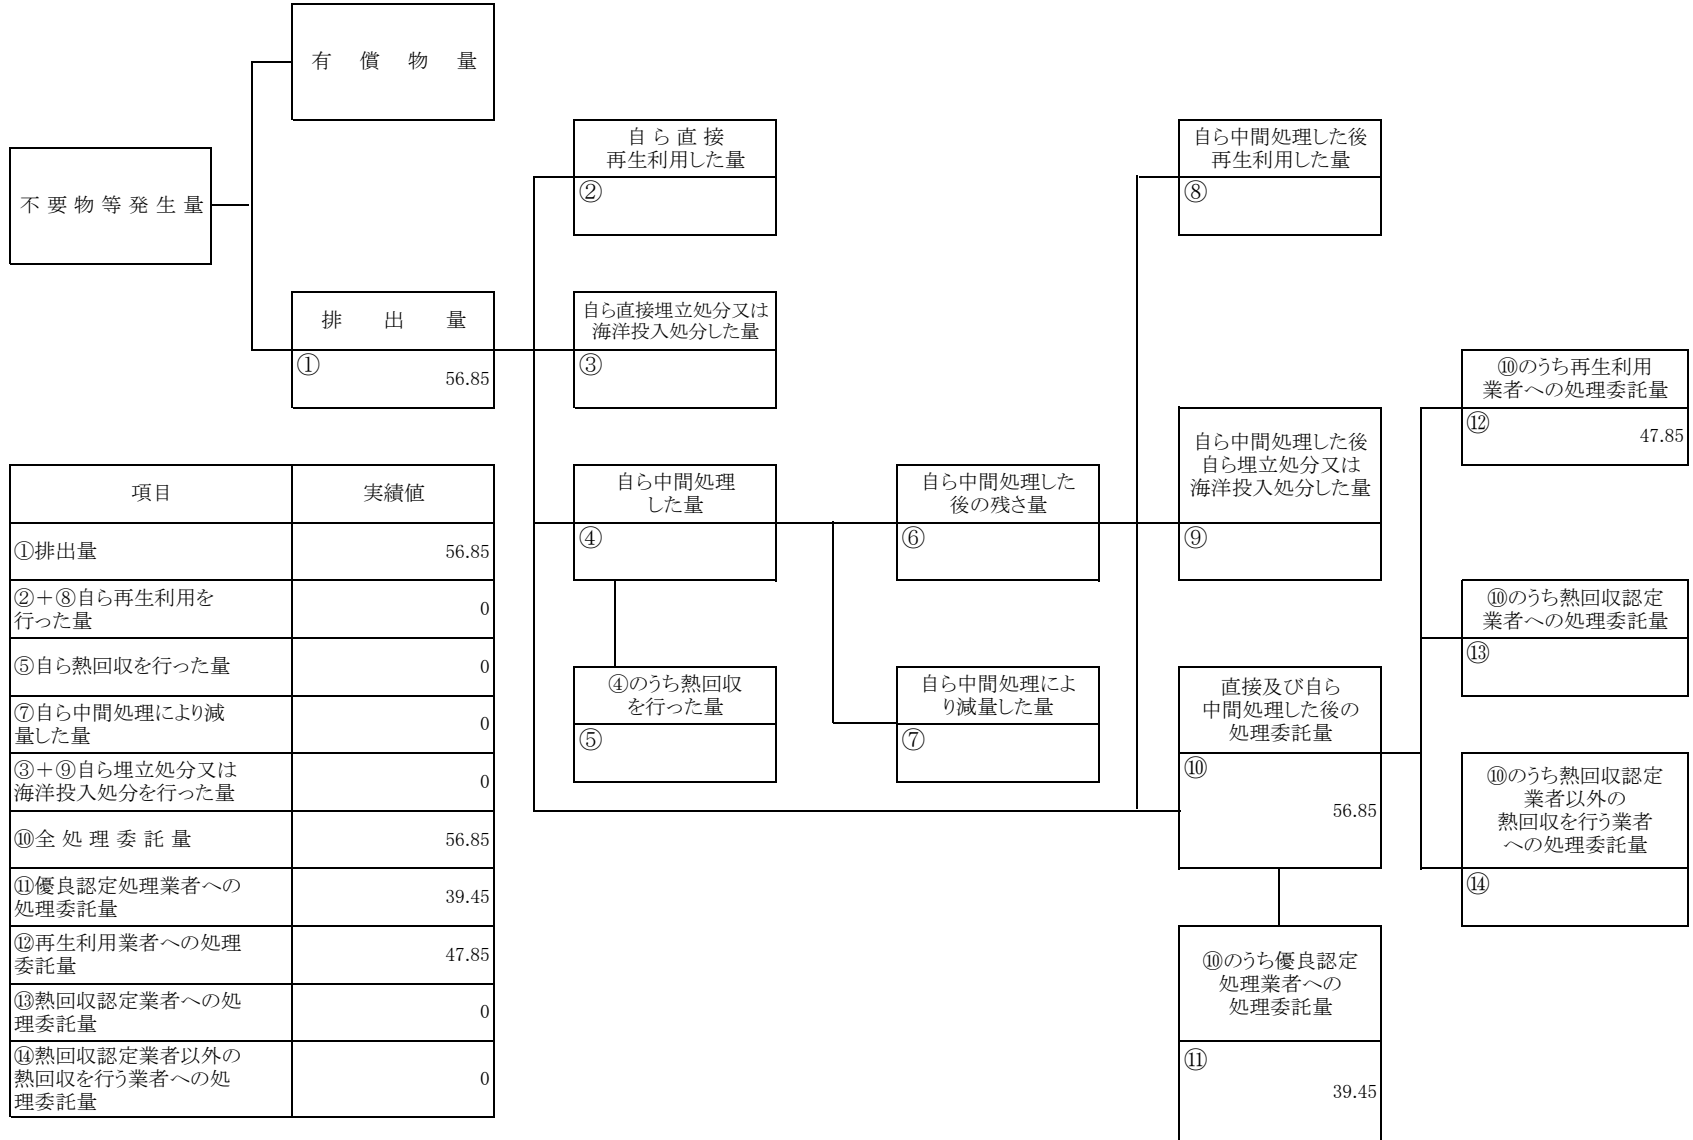 有償物量
不要物等発生量
排出量
①
56.85
自ら直接
再生利用した量
②
自ら直接埋立処分又は
海洋投入処分した量
③
自ら中間処理
した量
④
④のうち熱回収
を行った量
⑤
自ら中間処理した
後の残さ量
⑥
自ら中間処理によ
り減量した量
⑦
自ら中間処理した後
再生利用した量
⑧
自ら中間処理した後
自ら埋立処分又は
海洋投入処分した量
⑨
直接及び自ら
中間処理した後の
処理委託量
⑩
56.85
⑩のうち優良認定
処理業者への
処理委託量
⑪
39.45
⑩のうち再生利用
業者への処理委託量
⑫
47.85
⑩のうち熱回収認定
業者への処理委託量
⑬
⑩のうち熱回収認定
業者以外の
熱回収を行う業者
への処理委託量
⑭
項目 実績値
①排出量 56.85
②+⑧自ら再生利用を
行った量 0
⑤自ら熱回収を行った量 0
⑦自ら中間処理により減
量した量 0
③+⑨自ら埋立処分又は
海洋投入処分を行った量 0
⑩全処理委託量 56.85
⑪優良認定処理業者への
処理委託量 39.45
⑫再生利用業者への処理
委託量 47.85
⑬熱回収認定業者への処
理委託量 0
⑭熱回収認定業者以外の
熱回収を行う業者への処
理委託量 0